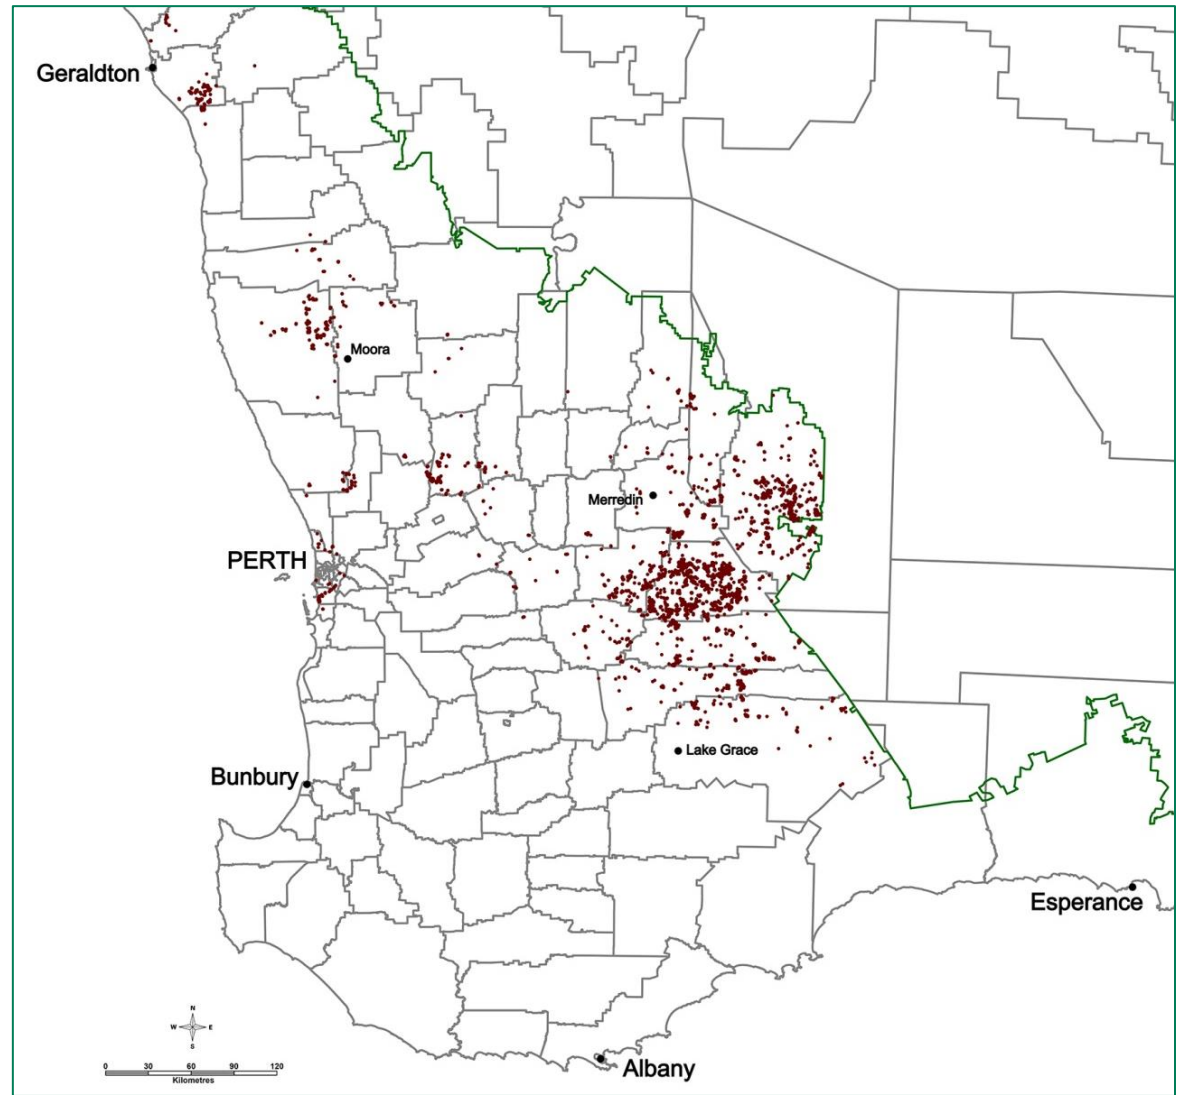 Geraldton
Moora
Merredin
PERTH
Lake Grace
Bunbury
Esperance
N
W E
S
0 30 60 90 120
Kilometres
Albany